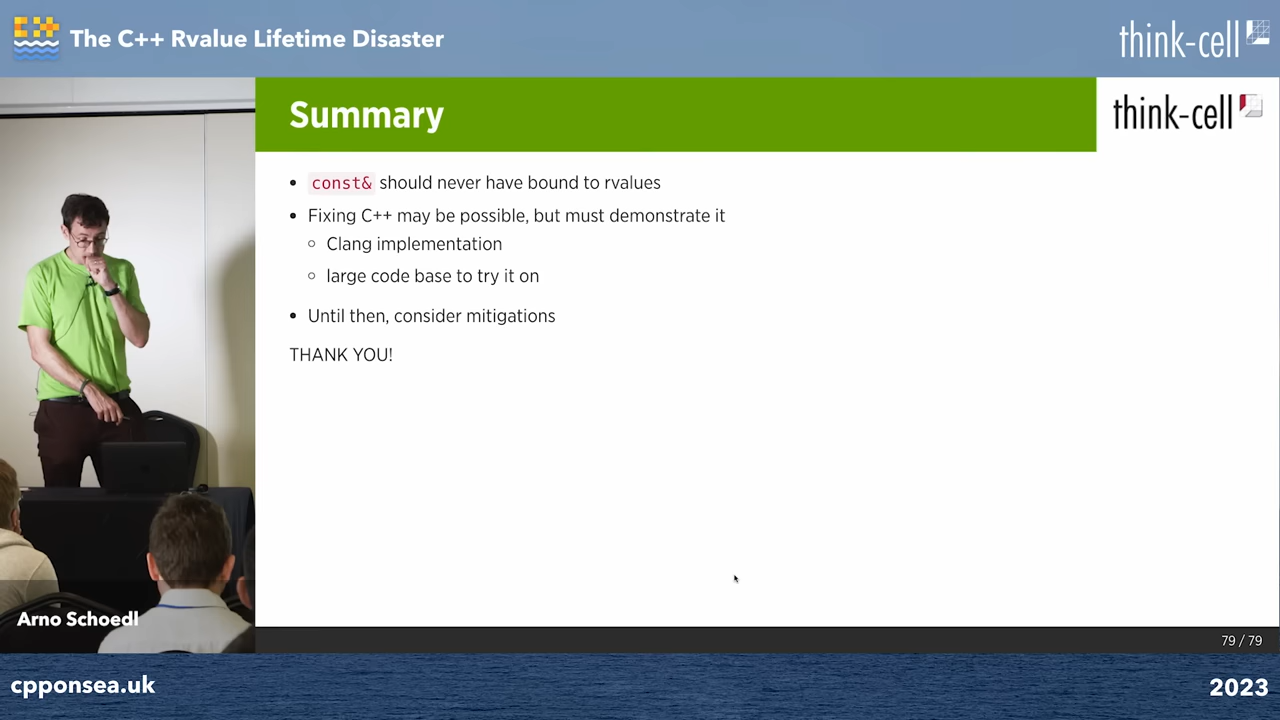 C++
The C++ Rvalue Lifetime Disaster
think-cell
Summary
think-cell
• const& should never have bound to rvalues
• Fixing C++ may be possible, but must demonstrate it
○ Clang implementation
○ large code base to try it on
• Until then, consider mitigations
THANK YOU!
Arno Schoedl
79 / 79
cpponsea.uk
2023